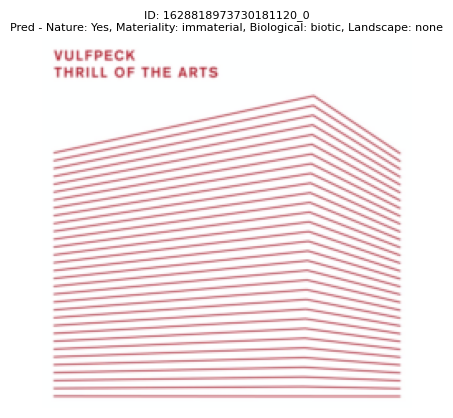 ID: 1628818973730181120_0
Pred - Nature: Yes, Materiality: immaterial, Biological: biotic, Landscape: none
VULFPECK
THRILL OF THE ARTS